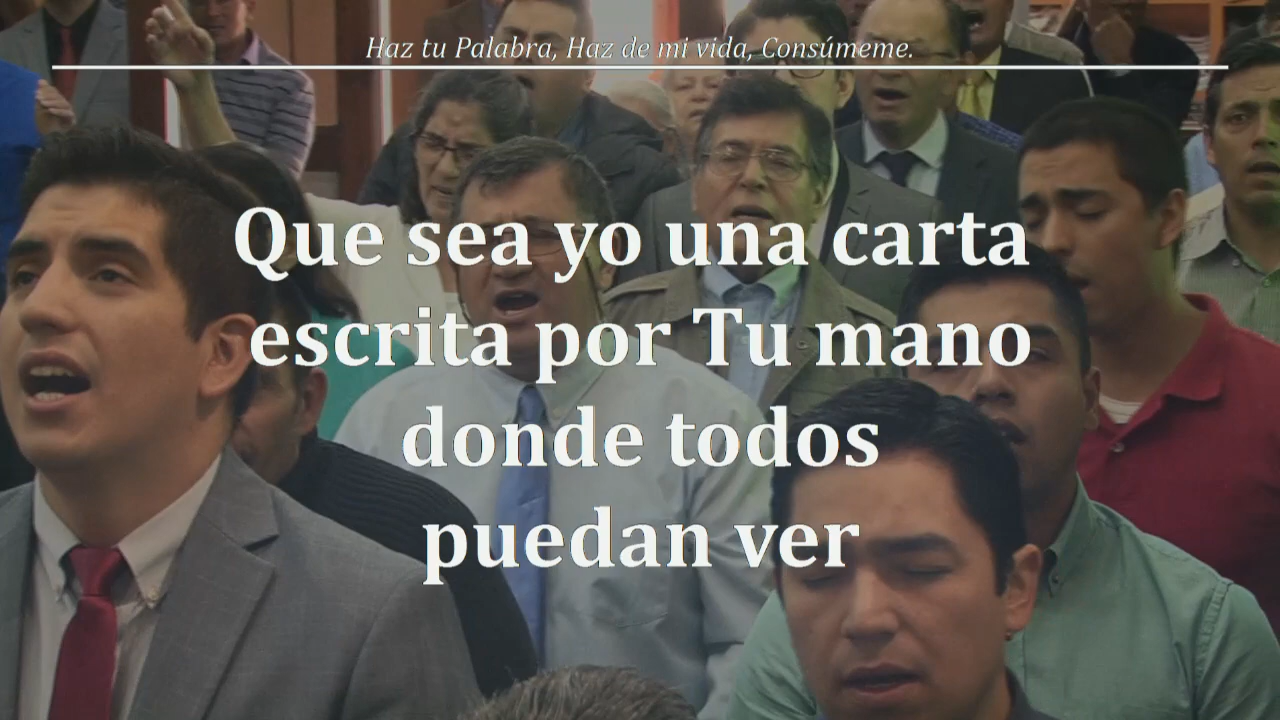 Haz tu Palabra, Haz de mi vida, Consúmeme.
Que sea yo una carta
escrita por Tu mano
donde todos
puedan ver